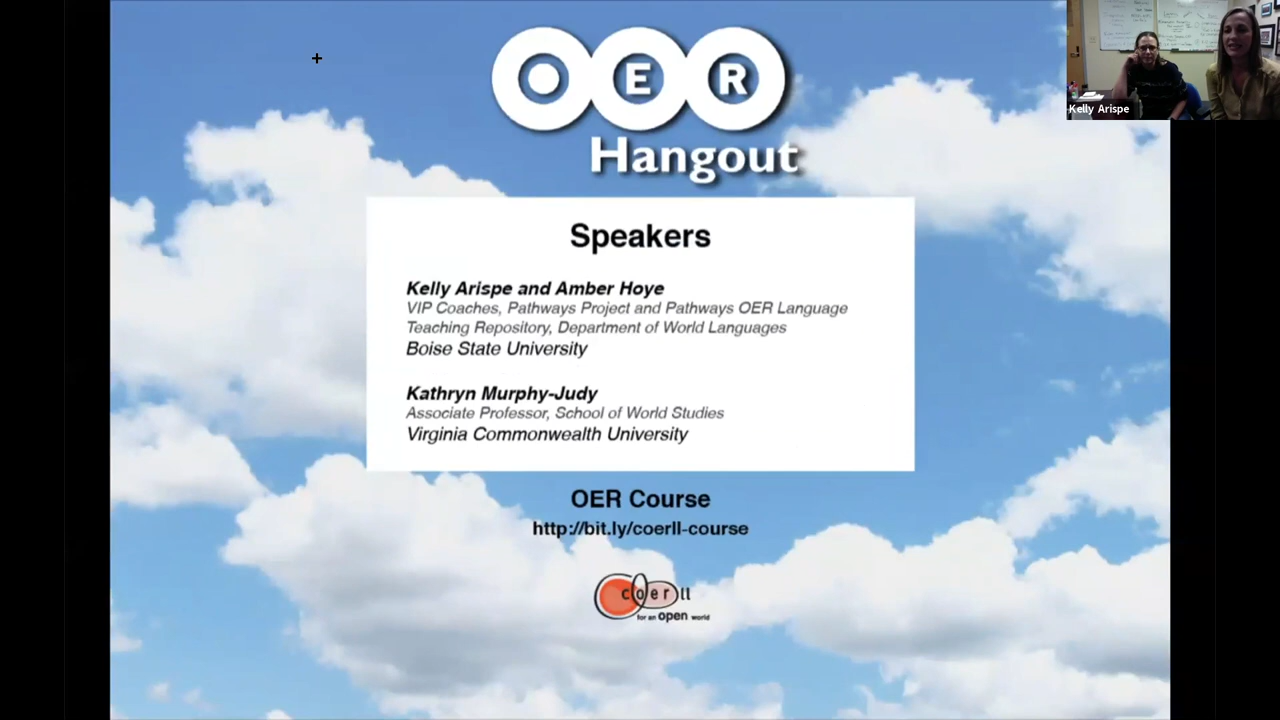 OER
Hangout
Kelly Arispe
Speakers
Kelly Arispe and Amber Hoye
VIP Coaches, Pathways Project and Pathways OER Language
Teaching Repository, Department of World Languages
Boise State University
Kathryn Murphy-Judy
Associate Professor, School of World Studies
Virginia Commonwealth University
OER Course
http://bit.ly/coerll-course
coerll
for an open world